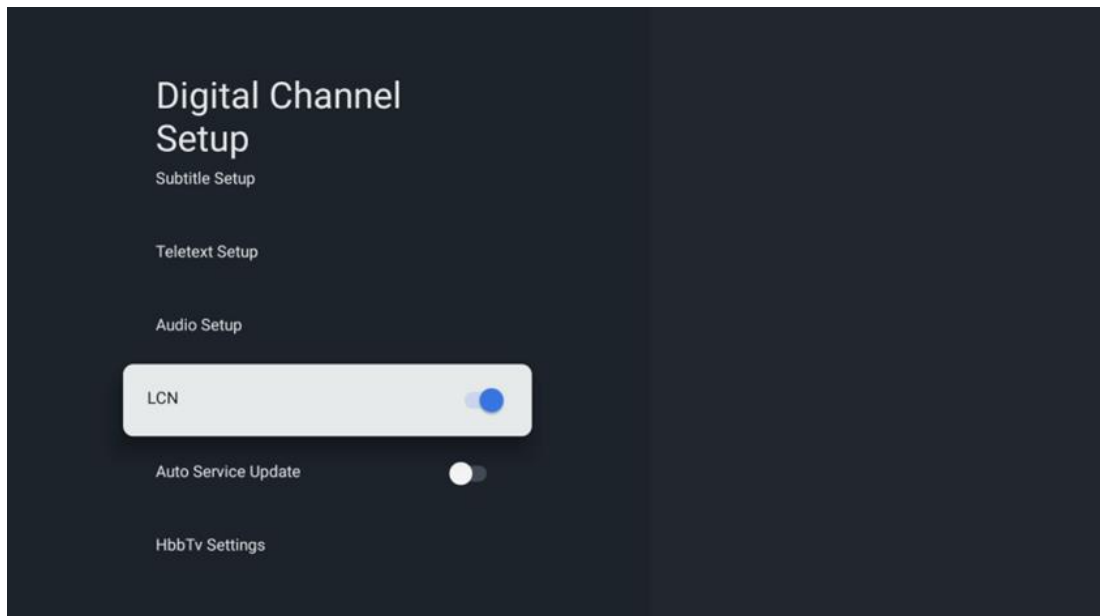 Digital Channel
Setup
Subtitle Setup
Teletext Setup
Audio Setup
LCN
Auto Service Update
HbbTv Settings